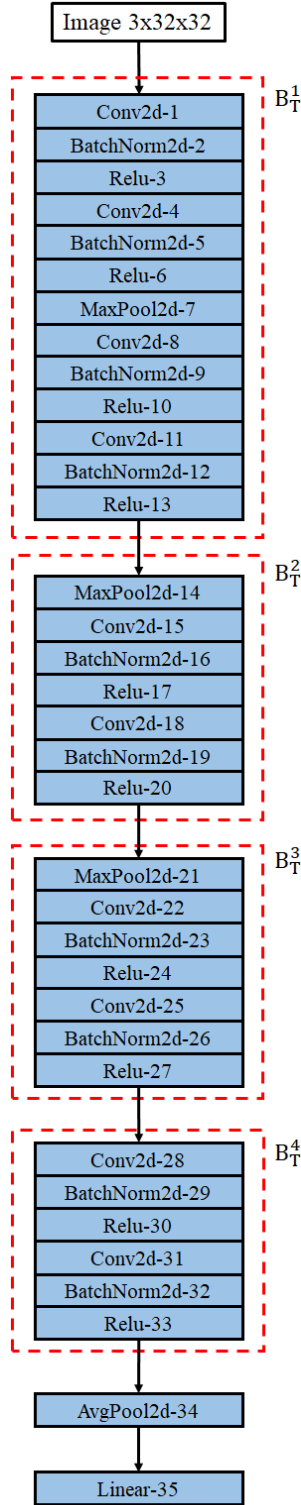 Image 3x32x32
B_T^1
Conv2d-1
BatchNorm2d-2
Relu-3
Conv2d-4
BatchNorm2d-5
Relu-6
MaxPool2d-7
Conv2d-8
BatchNorm2d-9
Relu-10
Conv2d-11
BatchNorm2d-12
Relu-13
B_T^2
MaxPool2d-14
Conv2d-15
BatchNorm2d-16
Relu-17
Conv2d-18
BatchNorm2d-19
Relu-20
B_T^3
MaxPool2d-21
Conv2d-22
BatchNorm2d-23
Relu-24
Conv2d-25
BatchNorm2d-26
Relu-27
B_T^4
Conv2d-28
BatchNorm2d-29
Relu-30
Conv2d-31
BatchNorm2d-32
Relu-33
AvgPool2d-34
Linear-35